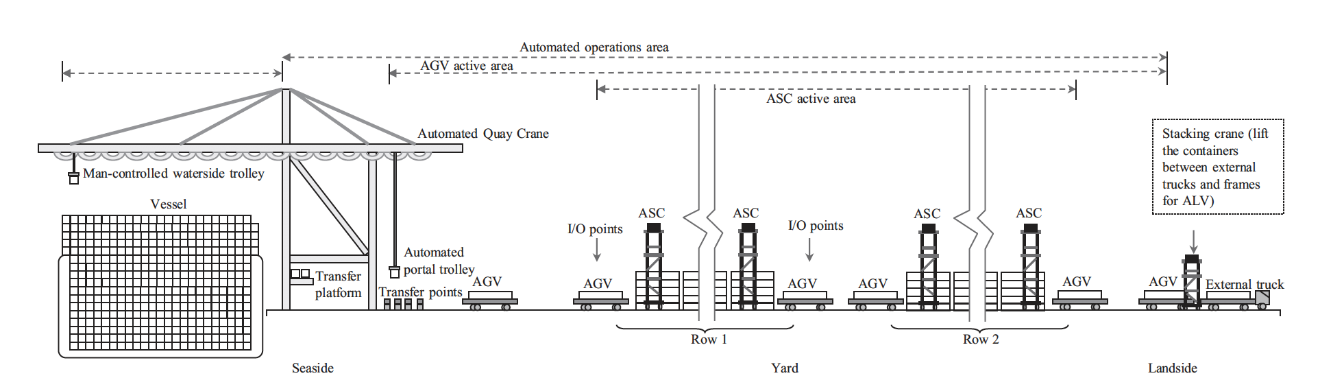 Automated operations area
AGV active area
ASC active area
Automated Quay Crane
Man-controlled waterside trolley
Vessel
Stacking crane (lift
the containers
between external
trucks and frames
for ALV)
ASC
ASC
ASC
ASC
I/O points
I/O points
Automated
portal trolley
Transfer
platform
Transfer points
AGV
AGV
AGV
AGV
AGV
AGV
External truck
Row 1
Row 2
Seaside
Yard
Landside